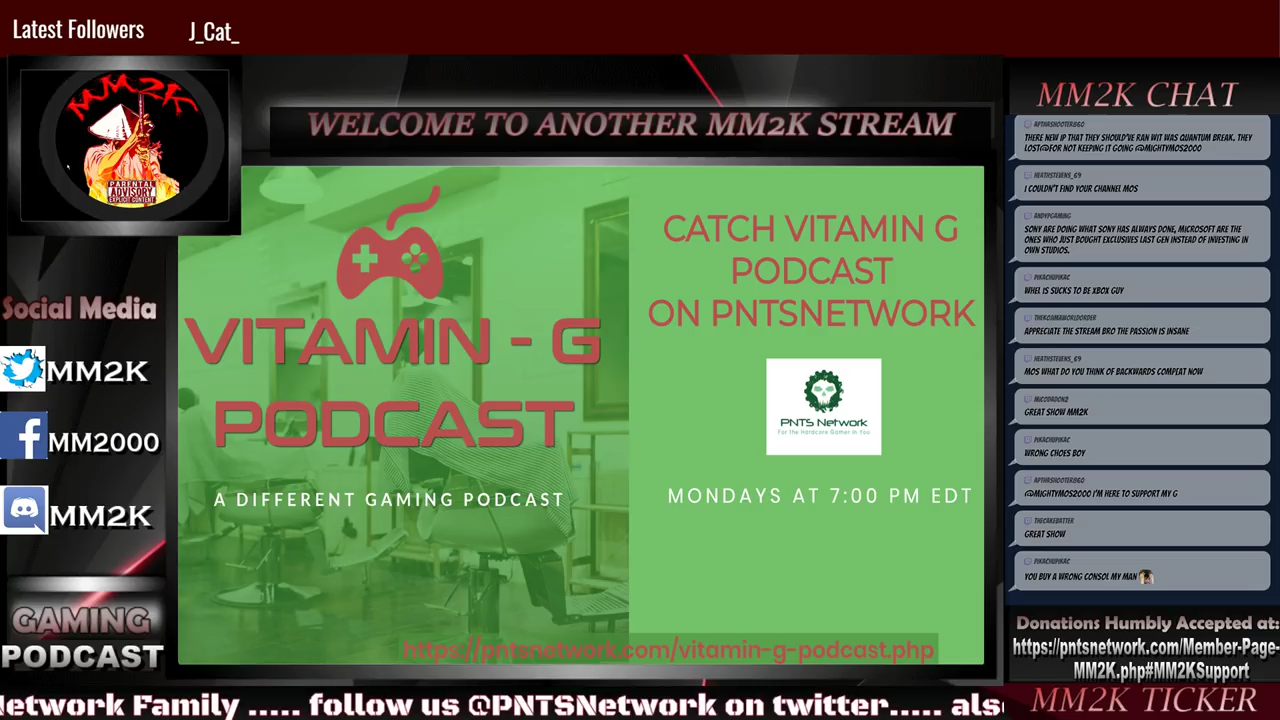 Latest Followers
J_Cat_
MM2K
PARENTAL
ADVISORY
EXPLICIT CONTENT
WELCOME TO ANOTHER MM2K STREAM
Social Media
MM2K
MM2000
MM2K
GAMING
PODCAST
VITAMIN - G
PODCAST
A DIFFERENT GAMING PODCAST
CATCH VITAMIN G
PODCAST
ON PNTSNETWORK
PNTS Network
For the Hardcore Gamer In You
MONDAYS AT 7:00 PM EDT
https://pntsnetwork.com/vitamin-g-podcast.php
MM2K CHAT
APTHASHOOTER860
THERE NEW IP THAT THEY SHOULD'VE RAN WIT WAS QUANTUM BREAK. THEY
LOST@FOR NOT KEEPING IT GOING @MIGHTYMOS2000
HEATHSTEVENS_69
I COULDN'T FIND YOUR CHANNEL MOS
ANDYPGAMING
SONY ARE DOING WHAT SONY HAS ALWAYS DONE, MICROSOFT ARE THE
ONES WHO JUST BOUGHT EXCLUSIVES LAST GEN INSTEAD OF INVESTING IN
OWN STUDIOS.
PIKACHUPIKAC
WHEL IS SUCKS TO BE XBOX GUY
THEKOJIMAWORLDORDER
APPRECIATE THE STREAM BRO THE PASSION IS INSANE
HEATHSTEVENS_69
MOS WHAT DO YOU THINK OF BACKWARDS COMPEAT NOW
MICODADON2
GREAT SHOW MM2K
PIKACHUPIKAC
WRONG CHOES BOY
APTHASHOOTER860
@MIGHTYMOS2000 I'M HERE TO SUPPORT MY G
THECAKEBATTER
GREAT SHOW
PIKACHUPIKAC
YOU BUY A WRONG CONSOL MY MAN
Donations Humbly Accepted at:
https://pntsnetwork.com/Member-Page-
MM2K.php#MM2KSupport
Network Family ..... follow us @PNTSNetwork on twitter..... als
MM2K TICKER